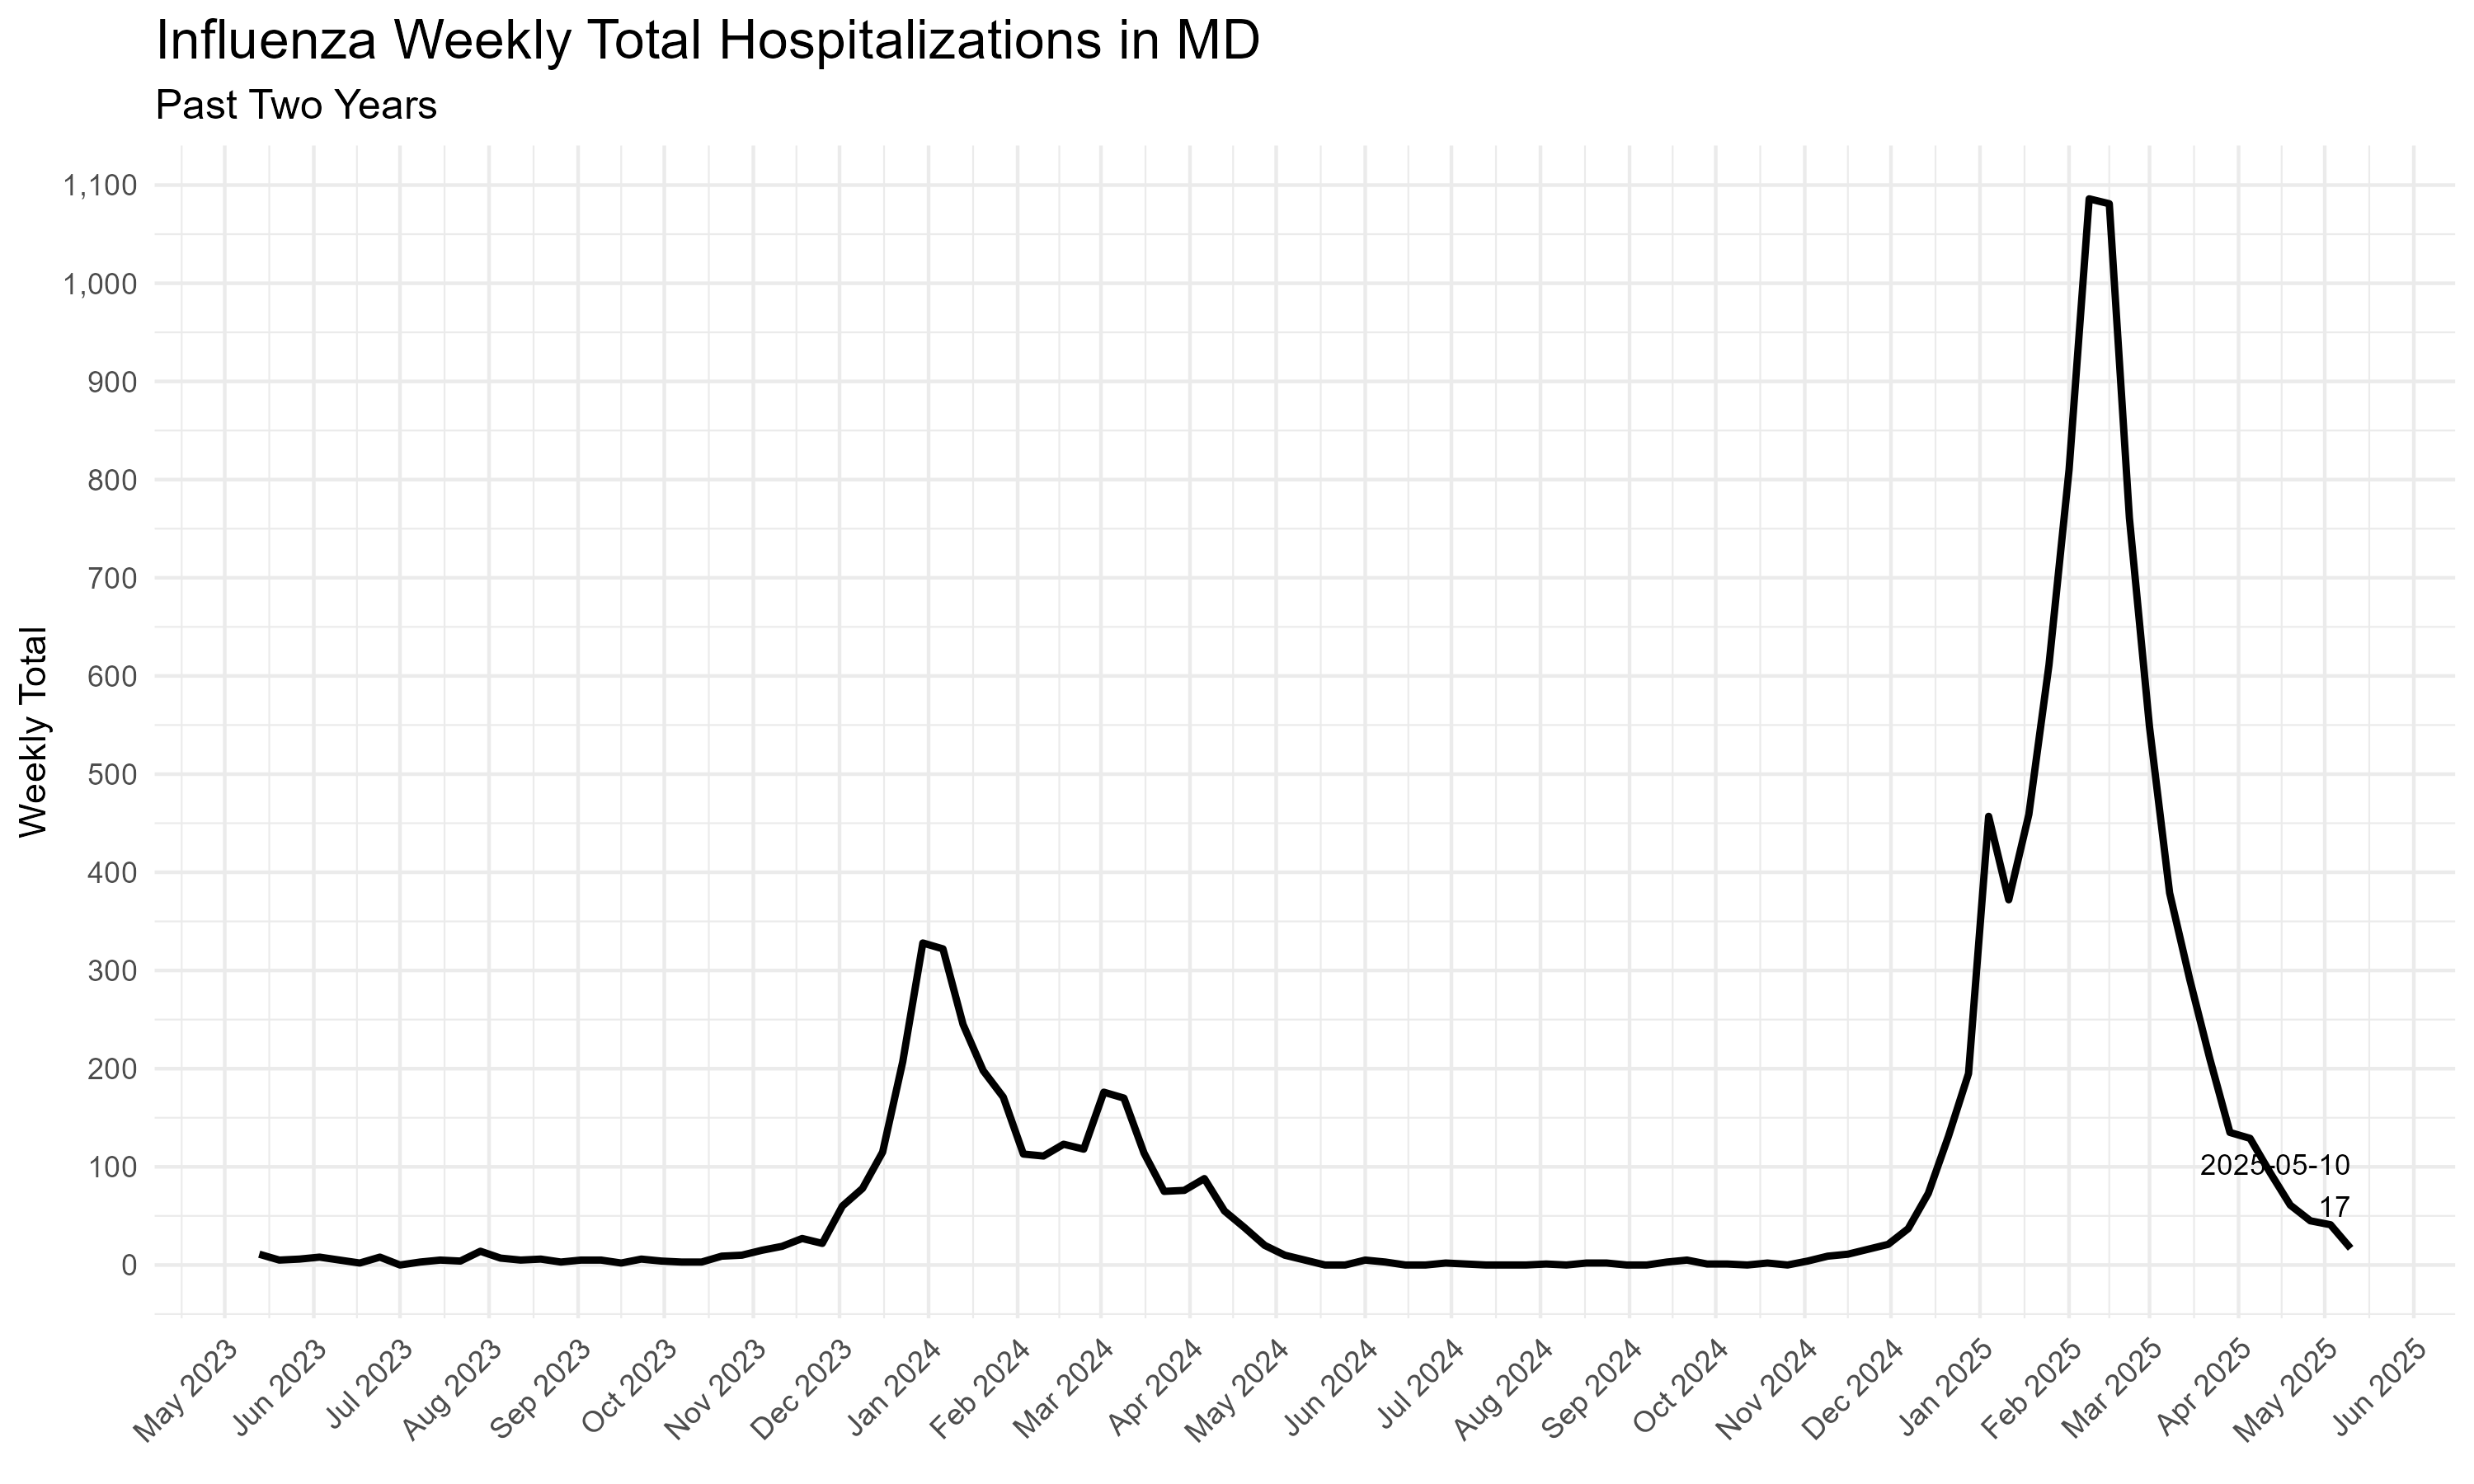 Influenza Weekly Total Hospitalizations in MD
Past Two Years
Weekly Total
1,100
1,000
900
800
700
600
500
400
300
200
100
0
2025-05-10
17
May 2023
Jun 2023
Jul 2023
Aug 2023
Sep 2023
Oct 2023
Nov 2023
Dec 2023
Jan 2024
Feb 2024
Mar 2024
Apr 2024
May 2024
Jun 2024
Jul 2024
Aug 2024
Sep 2024
Oct 2024
Nov 2024
Dec 2024
Jan 2025
Feb 2025
Mar 2025
Apr 2025
May 2025
Jun 2025